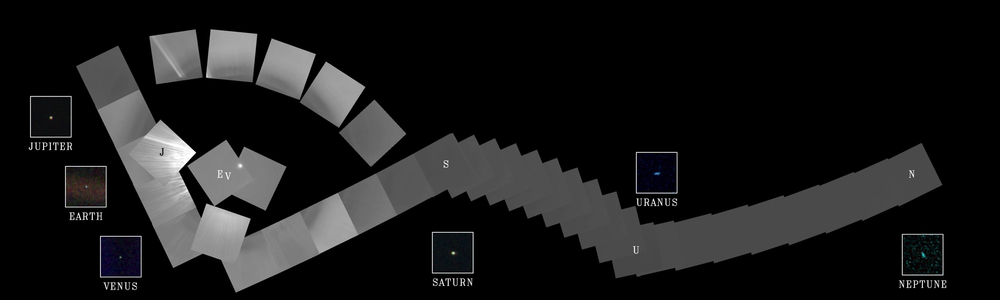 JUPITER
EARTH
VENUS
J
E V
S
SATURN
U
URANUS
N
NEPTUNE